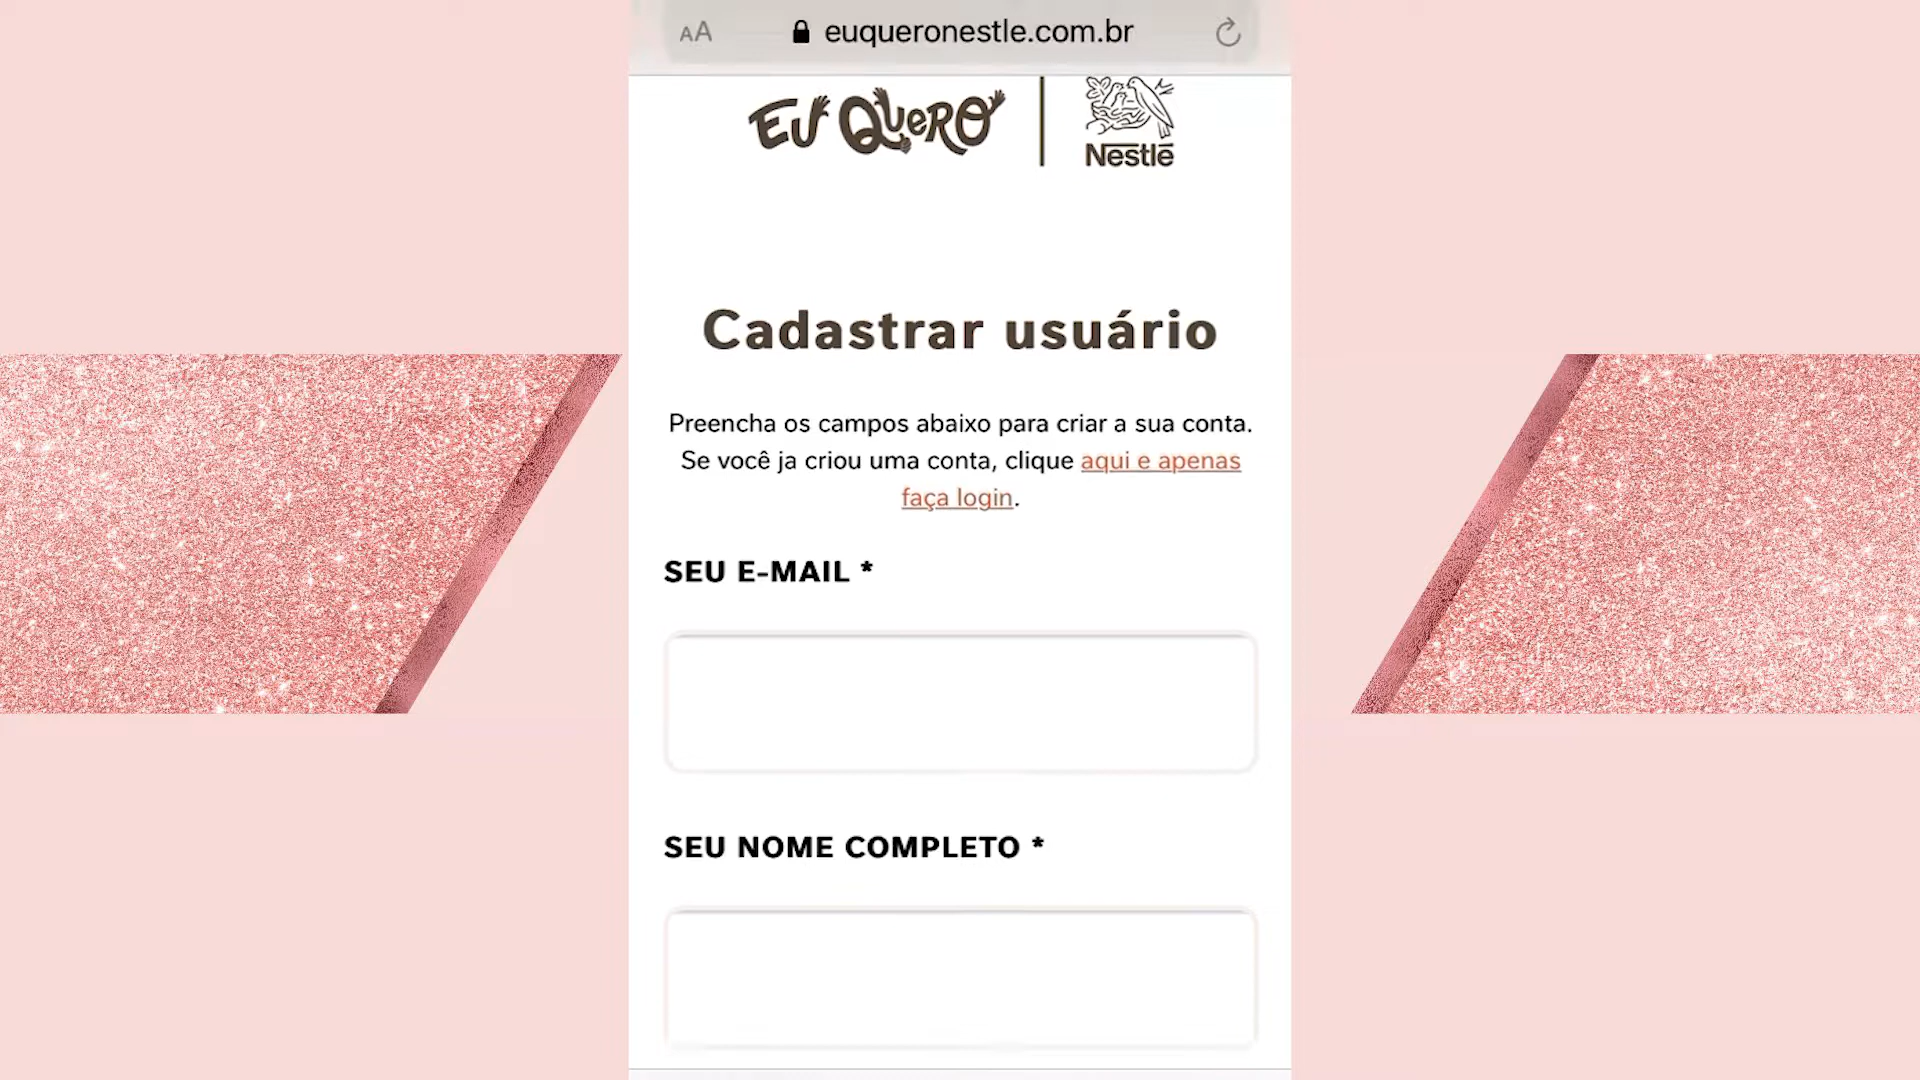 AA euqueronestle.com.br
EU QUERO Nestlé
Cadastrar usuário
Preencha os campos abaixo para criar a sua conta.
Se você ja criou uma conta, clique aqui e apenas
faça login.
SEU E-MAIL *
SEU NOME COMPLETO *